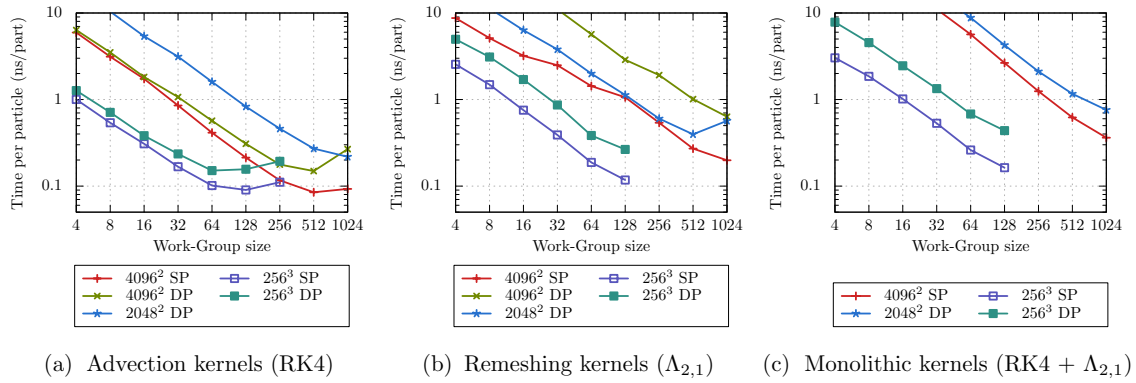 Time per particle (ns/part)
10
1
0.1
4 8 16 32 64 128 256 512 1024
Work-Group size
4096² SP
4096² DP
2048² DP
256³ SP
256³ DP
(a) Advection kernels (RK4)
Time per particle (ns/part)
10
1
0.1
4 8 16 32 64 128 256 512 1024
Work-Group size
4096² SP
4096² DP
2048² DP
256³ SP
256³ DP
(b) Remeshing kernels (Λ₂,₁)
Time per particle (ns/part)
10
1
0.1
4 8 16 32 64 128 256 512 1024
Work-Group size
4096² SP
2048² DP
256³ SP
256³ DP
(c) Monolithic kernels (RK4 + Λ₂,₁)